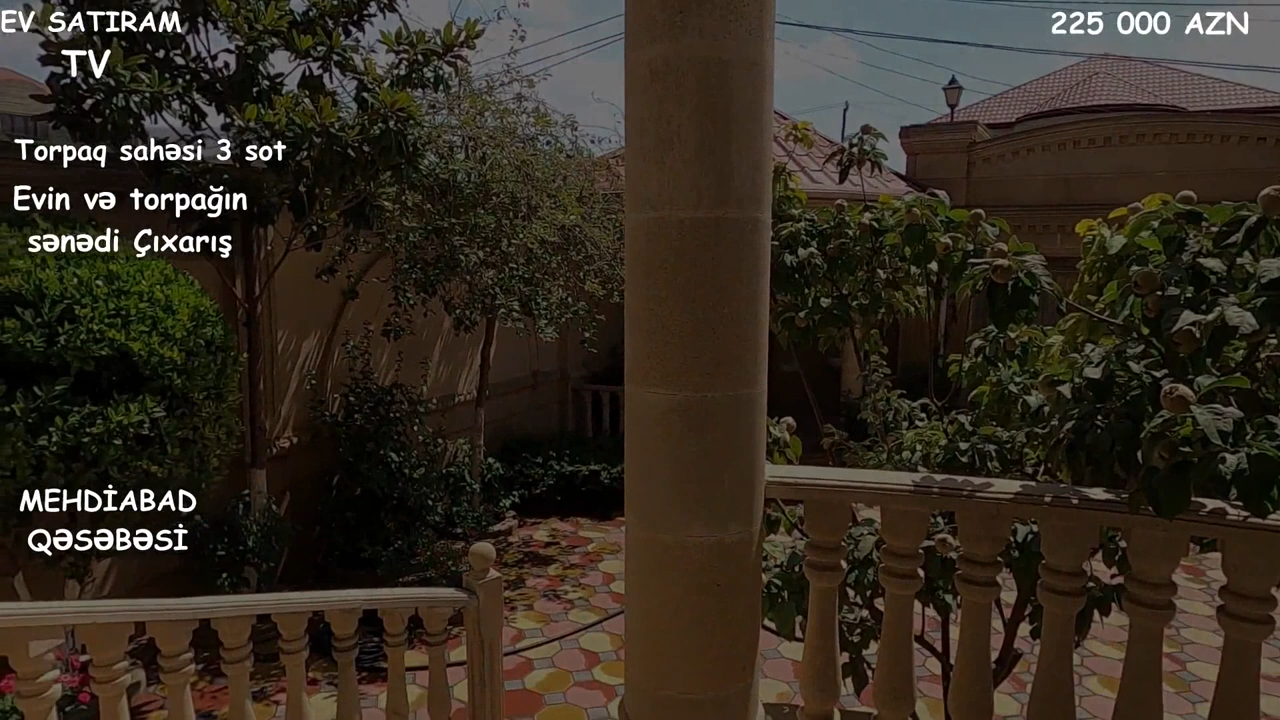 EV SATIRAM
TV
225 000 AZN
Torpaq sahəsi 3 sot
Evin və torpağın
sənədi Çıxarış
MEHDİABAD
QƏSƏBƏSİ